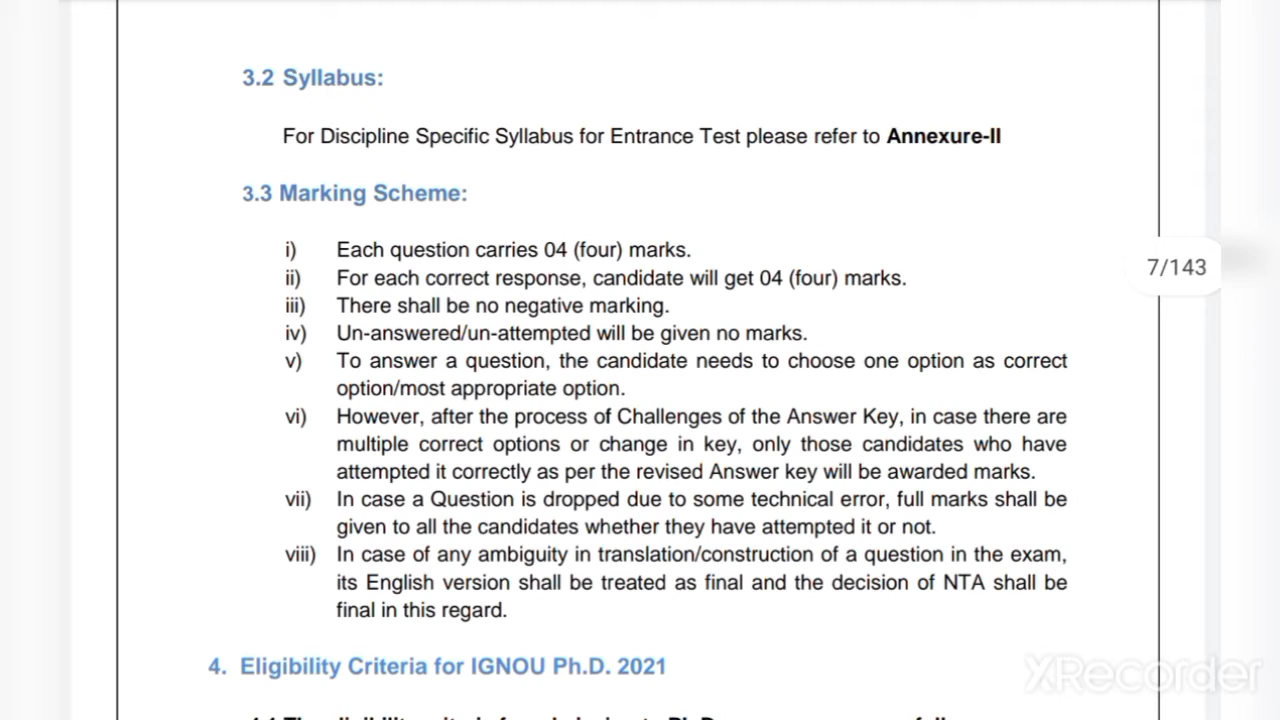 3.2 Syllabus:
For Discipline Specific Syllabus for Entrance Test please refer to Annexure-II
3.3 Marking Scheme:
i) Each question carries 04 (four) marks.
ii) For each correct response, candidate will get 04 (four) marks.
7/143
iii) There shall be no negative marking.
iv) Un-answered/un-attempted will be given no marks.
v) To answer a question, the candidate needs to choose one option as correct
option/most appropriate option.
vi) However, after the process of Challenges of the Answer Key, in case there are
multiple correct options or change in key, only those candidates who have
attempted it correctly as per the revised Answer key will be awarded marks.
vii) In case a Question is dropped due to some technical error, full marks shall be
given to all the candidates whether they have attempted it or not.
viii) In case of any ambiguity in translation/construction of a question in the exam,
its English version shall be treated as final and the decision of NTA shall be
final in this regard.
4. Eligibility Criteria for IGNOU Ph.D. 2021
XRecorder